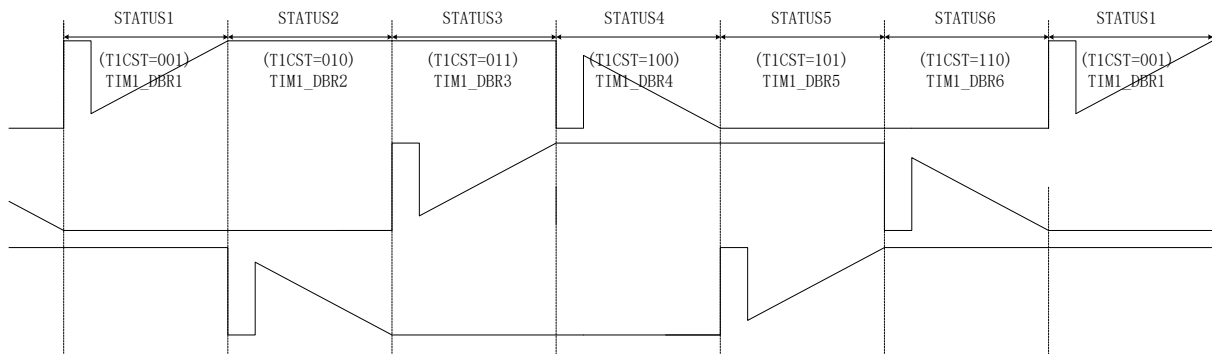 STATUS1 STATUS2 STATUS3 STATUS4 STATUS5 STATUS6 STATUS1
(T1CST=001) (T1CST=010) (T1CST=011) (T1CST=100) (T1CST=101) (T1CST=110) (T1CST=001)
TIM1_DBR1 TIM1_DBR2 TIM1_DBR3 TIM1_DBR4 TIM1_DBR5 TIM1_DBR6 TIM1_DBR1